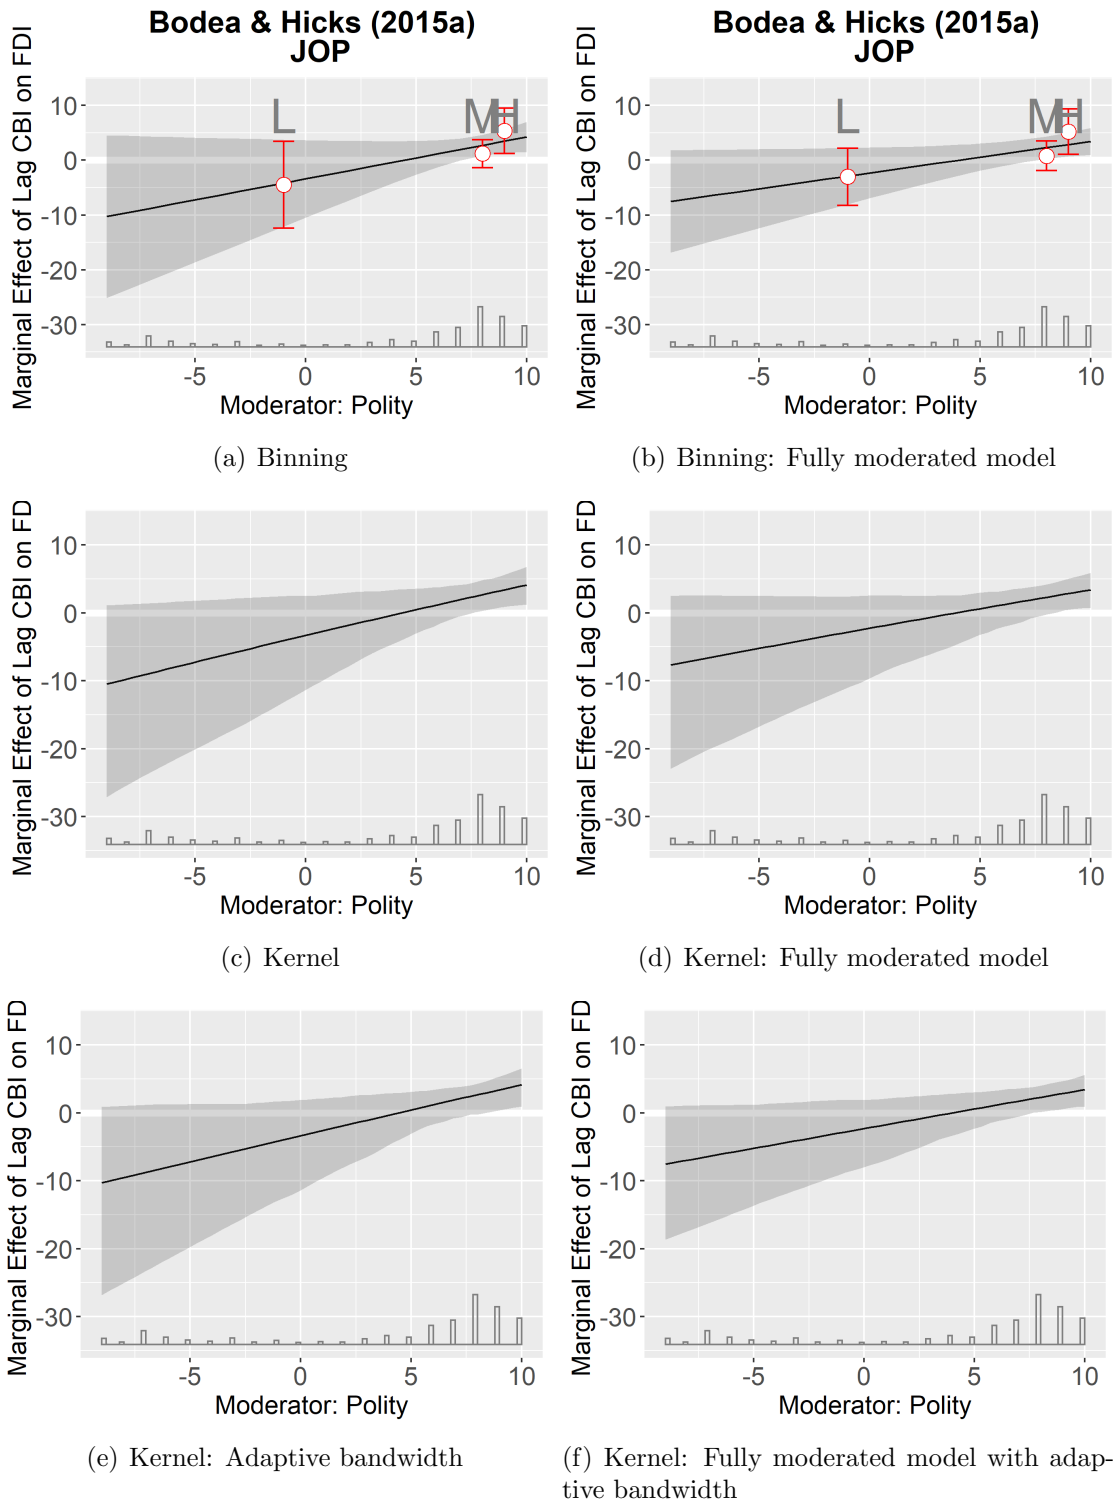 Bodea & Hicks (2015a)
JOP
Marginal Effect of Lag CBI on FDI
10
0
-10
-20
-30
L
M
H
-5
0
5
10
Moderator: Polity
(a) Binning
Bodea & Hicks (2015a)
JOP
Marginal Effect of Lag CBI on FDI
10
0
-10
-20
-30
L
M
H
-5
0
5
10
Moderator: Polity
(b) Binning: Fully moderated model
Marginal Effect of Lag CBI on FD
10
0
-10
-20
-30
-5
0
5
10
Moderator: Polity
(c) Kernel
Marginal Effect of Lag CBI on FD
10
0
-10
-20
-30
-5
0
5
10
Moderator: Polity
(d) Kernel: Fully moderated model
Marginal Effect of Lag CBI on FD
10
0
-10
-20
-30
-5
0
5
10
Moderator: Polity
(e) Kernel: Adaptive bandwidth
Marginal Effect of Lag CBI on FD
10
0
-10
-20
-30
-5
0
5
10
Moderator: Polity
(f) Kernel: Fully moderated model with adap-
tive bandwidth